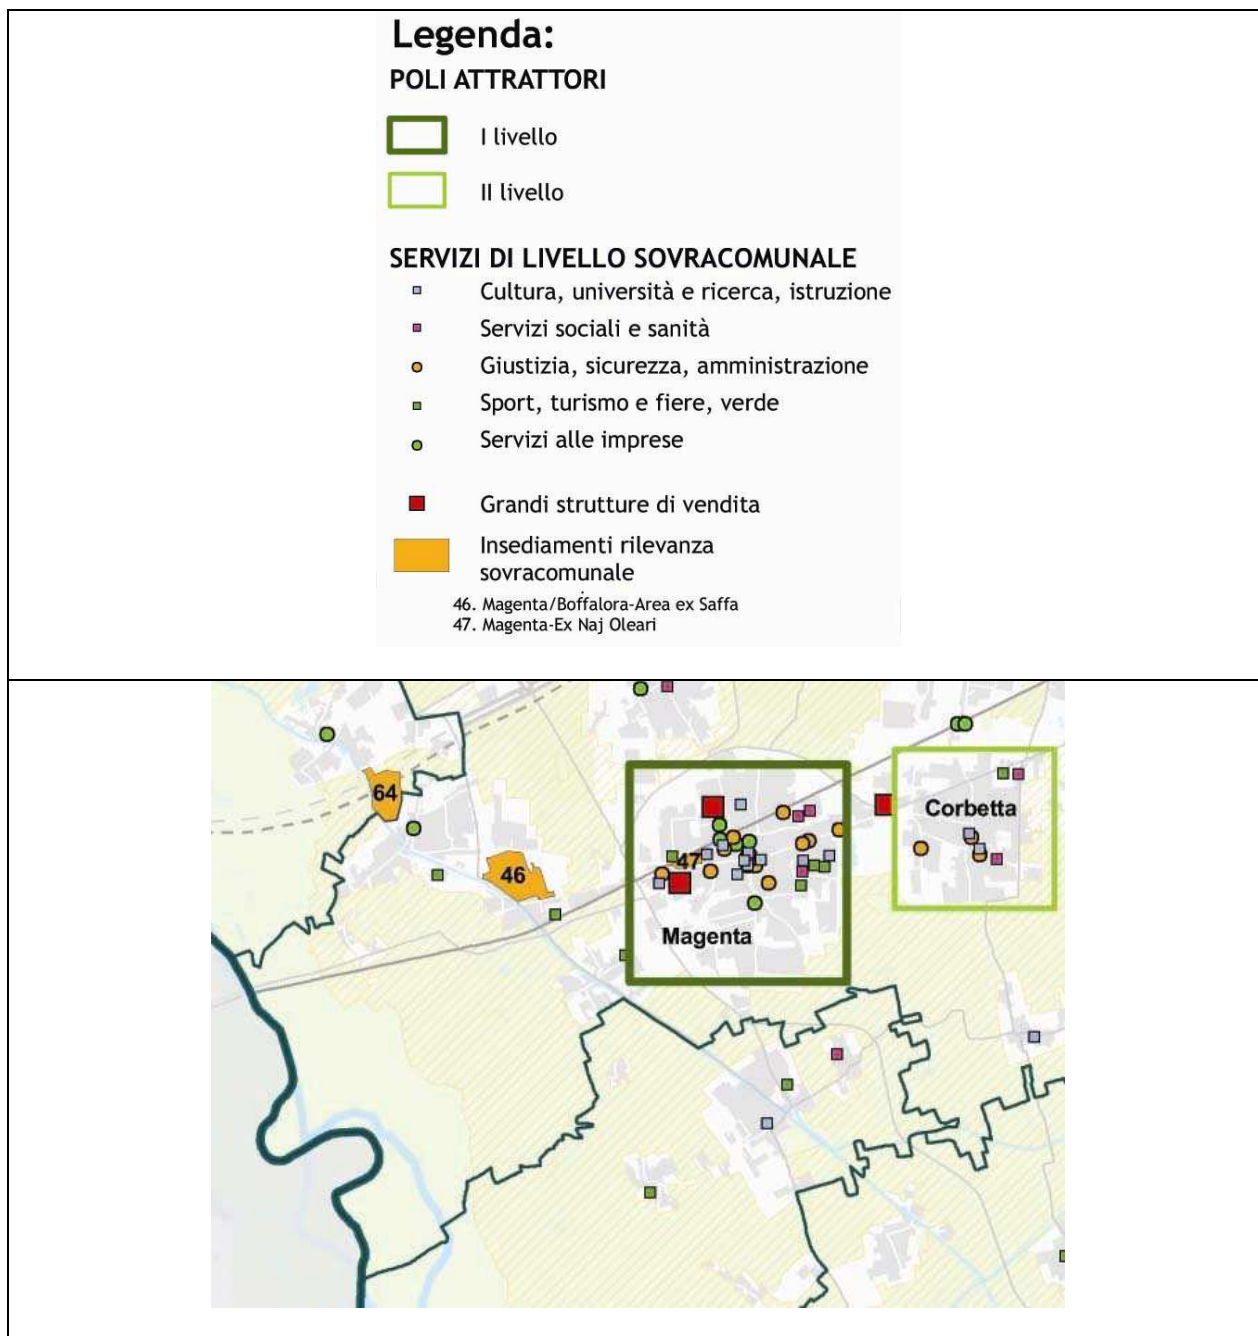 Legenda:
POLI ATTRATTORI
I livello
II livello
SERVIZI DI LIVELLO SOVRACOMUNALE
Cultura, università e ricerca, istruzione
Servizi sociali e sanità
Giustizia, sicurezza, amministrazione
Sport, turismo e fiere, verde
Servizi alle imprese
Grandi strutture di vendita
Insediamenti rilevanza
sovracomunale
46. Magenta/Boffalora-Area ex Saffa
47. Magenta-Ex Naj Oleari
64
Corbetta
47
46
Magenta